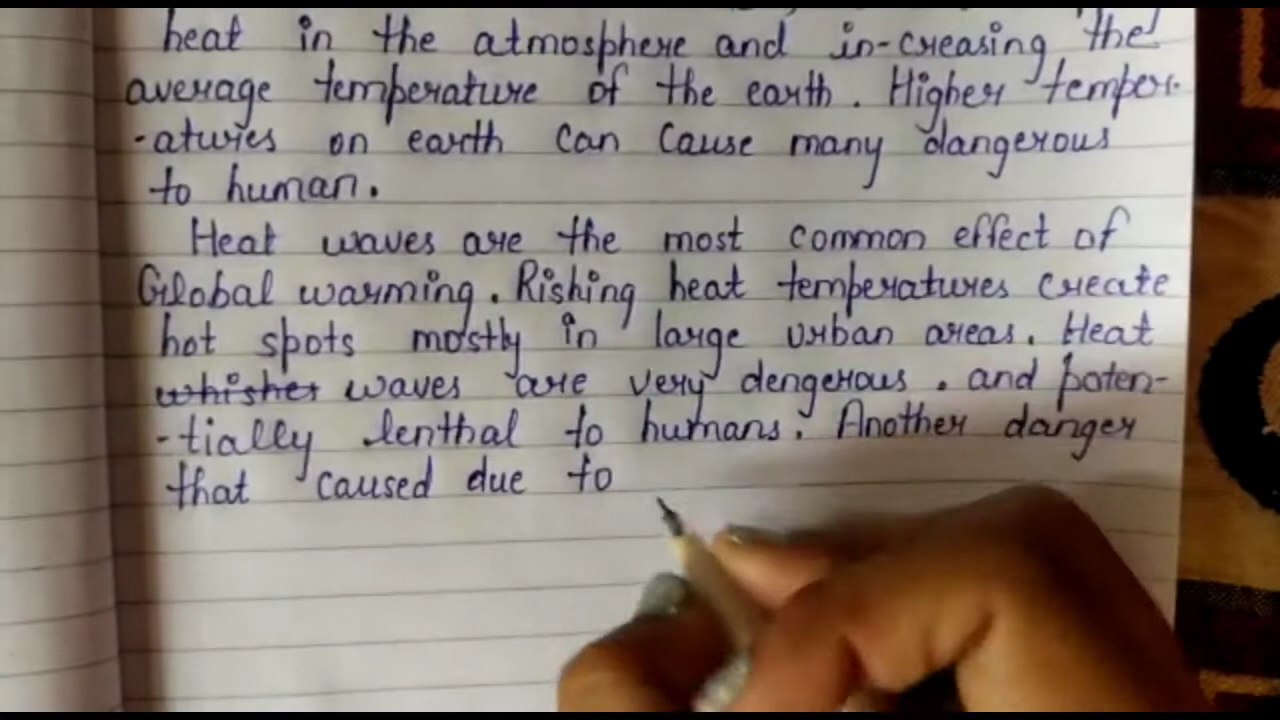 heat in the atmosphere and in-creasing the
average temperature of the earth. Higher temper-
-atures on earth can cause many dangerous
to human.
Heat waves are the most common effect of
Global warming. Rishing heat temperatures create
hot spots mostly in large urban areas. Heat
whisher waves are very dengerous. and poten-
-tially lenthal to humans. Another danger
that caused due to